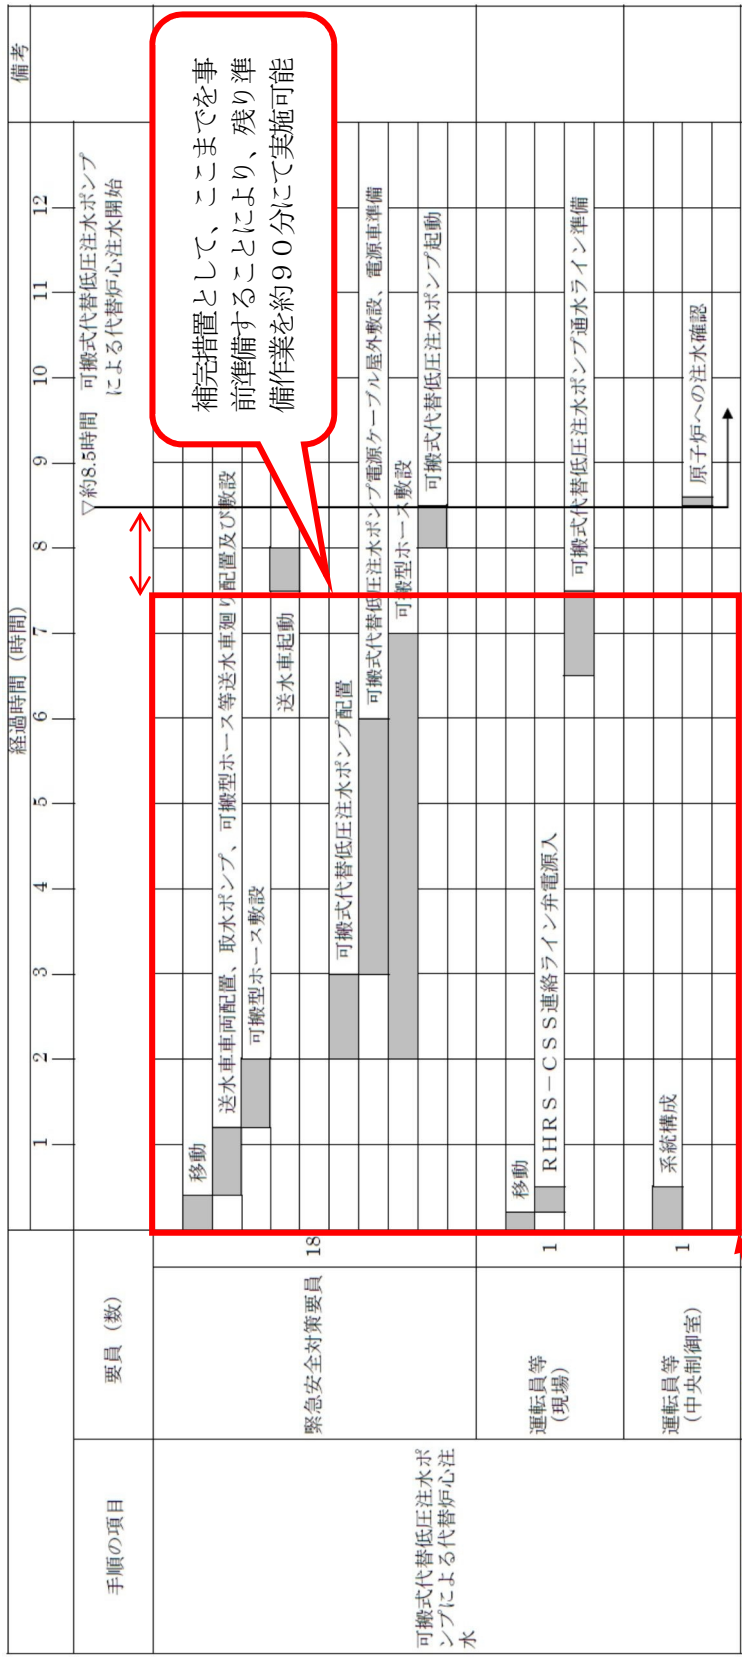 手順の項目
要員（数）
経過時間（時間）
備考
1
2
3
4
5
6
7
8
9
10
11
12
▽約8.5時間　可搬式代替低圧注水ポンプ
による代替炉心注水開始
可搬式代替低圧注水ポ
ンプによる代替炉心注
水
緊急安全対策要員
18
移動
送水車車両配置、取水ポンプ、可搬型ホース等送水車廻り配置及び敷設
可搬型ホース敷設
送水車起動
可搬式代替低圧注水ポンプ配置
可搬式代替低圧注水ポンプ電源ケーブル屋外敷設、電源車準備
可搬型ホース敷設
可搬式代替低圧注水ポンプ起動
運転員等
（現場）
1
移動
ＲＨＲＳ－ＣＳＳ連絡ライン弁電源入
可搬式代替低圧注水ポンプ通水ライン準備
運転員等
（中央制御室）
1
系統構成
原子炉への注水確認
補完措置として、ここまでを事
前準備することにより、残り準
備作業を約９０分にて実施可能